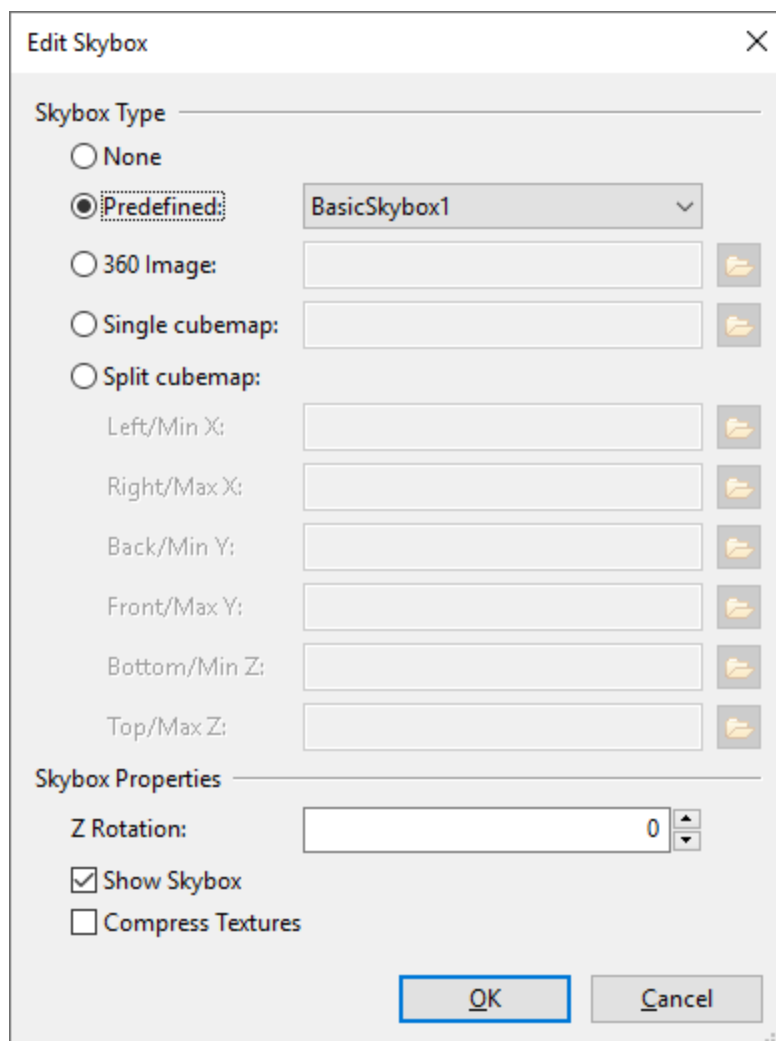 Edit Skybox
Skybox Type
None
Predefined: BasicSkybox1
360 Image:
Single cubemap:
Split cubemap:
Left/Min X:
Right/Max X:
Back/Min Y:
Front/Max Y:
Bottom/Min Z:
Top/Max Z:
Skybox Properties
Z Rotation: 0
Show Skybox
Compress Textures
OK Cancel